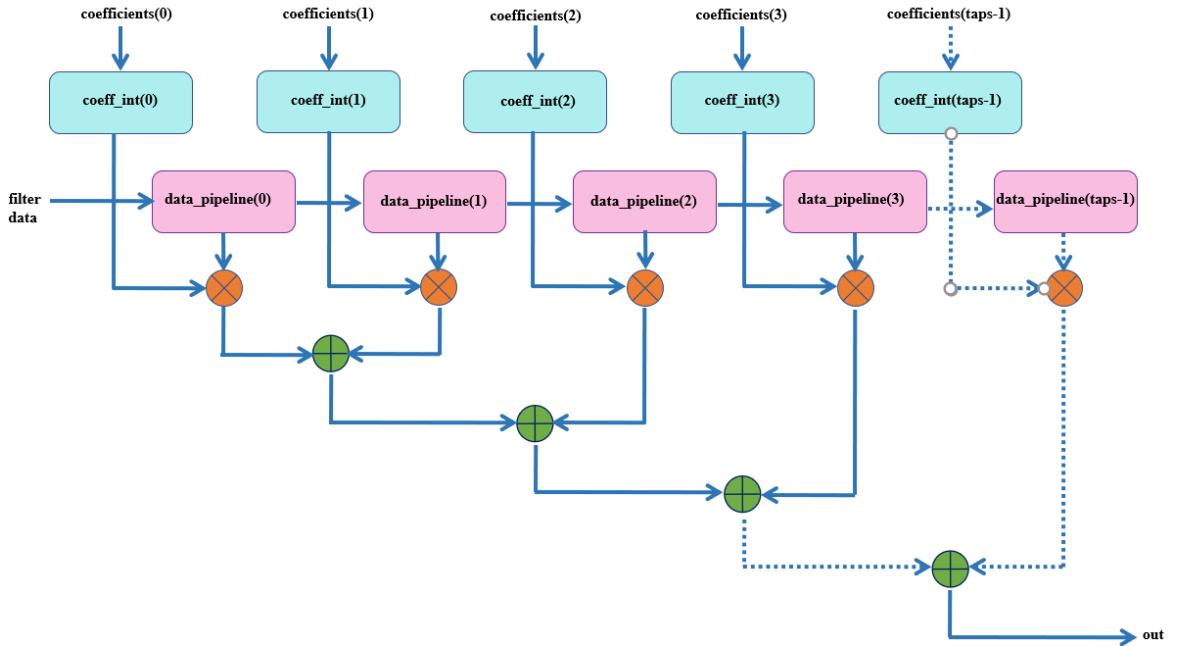 coefficients(0)
coefficients(1)
coefficients(2)
coefficients(3)
coefficients(taps-1)
coeff_int(0)
coeff_int(1)
coeff_int(2)
coeff_int(3)
coeff_int(taps-1)
filter
data
data_pipeline(0)
data_pipeline(1)
data_pipeline(2)
data_pipeline(3)
data_pipeline(taps-1)
out